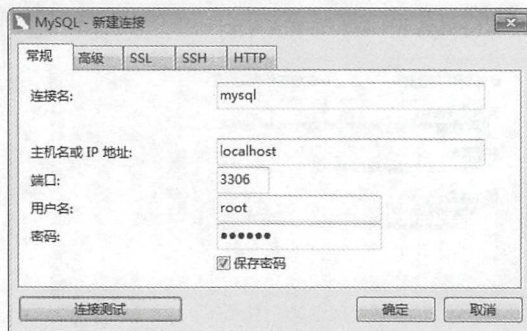 MySQL - 新建连接
常规 高级 SSL SSH HTTP
连接名: mysql
主机名或 IP 地址: localhost
端口: 3306
用户名: root
密码: ●●●●●●
保存密码
连接测试 确定 取消